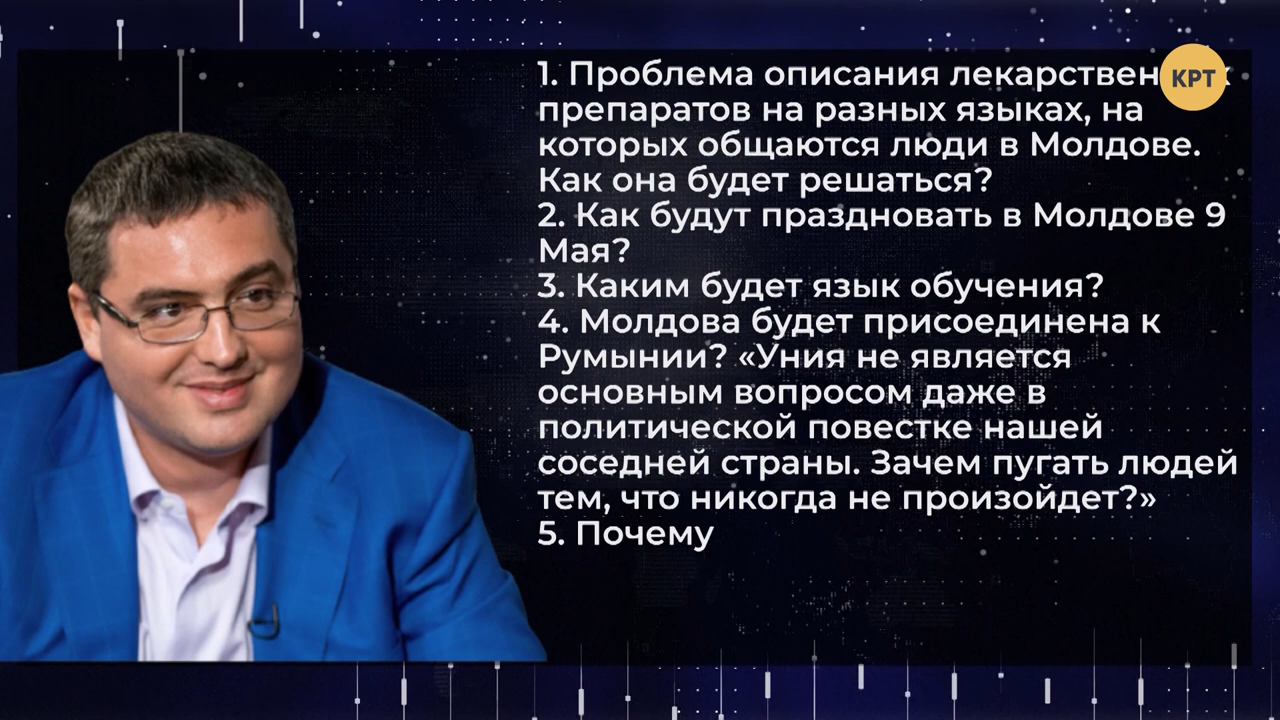 1. Проблема описания лекарствен
КРТ
препаратов на разных языках, на
которых общаются люди в Молдове.
Как она будет решаться?
2. Как будут праздновать в Молдове 9
Мая?
3. Каким будет язык обучения?
4. Молдова будет присоединена к
Румынии? «Уния не является
основным вопросом даже в
политической повестке нашей
соседней страны. Зачем пугать людей
тем, что никогда не произойдет?»
5. Почему